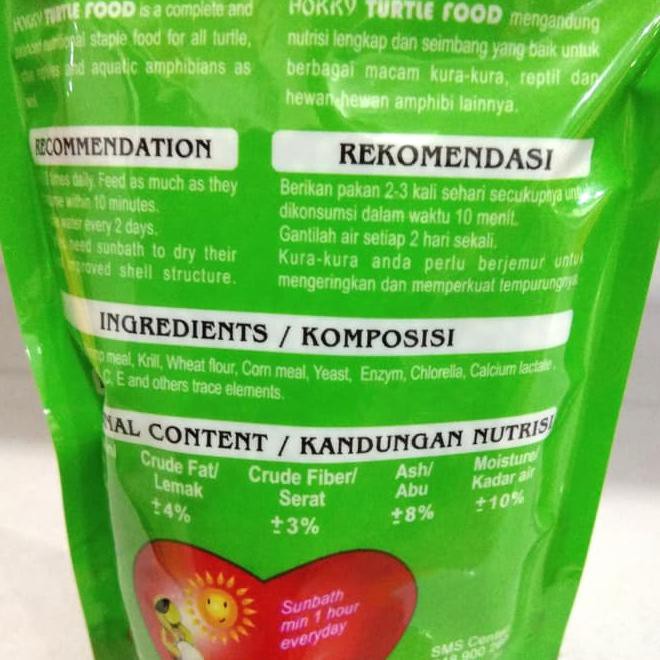 HOKKY TURTLE FOOD is a complete and
nutritional staple food for all turtle,
and aquatic amphibians as
HOKKY TURTLE FOOD mengandung
nutrisi lengkap dan seimbang yang baik untuk
berbagai macam kura-kura, reptil dan
hewan-hewan amphibi lainnya.
RECOMMENDATION
times daily. Feed as much as they
within 10 minutes.
water every 2 days.
need sunbath to dry their
shell structure.
REKOMENDASI
Berikan pakan 2-3 kali sehari secukupnya untuk
dikonsumsi dalam waktu 10 menit.
Gantilah air setiap 2 hari sekali.
Kura-kura anda perlu berjemur untuk
mengeringkan dan memperkuat tempurungnya.
INGREDIENTS / KOMPOSISI
meal, Krill, Wheat flour, Corn meal, Yeast, Enzym, Chlorella, Calcium lactate,
C, E and others trace elements.
CONTENT / KANDUNGAN NUTRISI
Crude Fat/
Lemak
±4%
Crude Fiber/
Serat
±3%
Ash/
Abu
±8%
Moisture/
Kadar air
±10%
Sunbath
min 1 hour
everyday
SMS
900